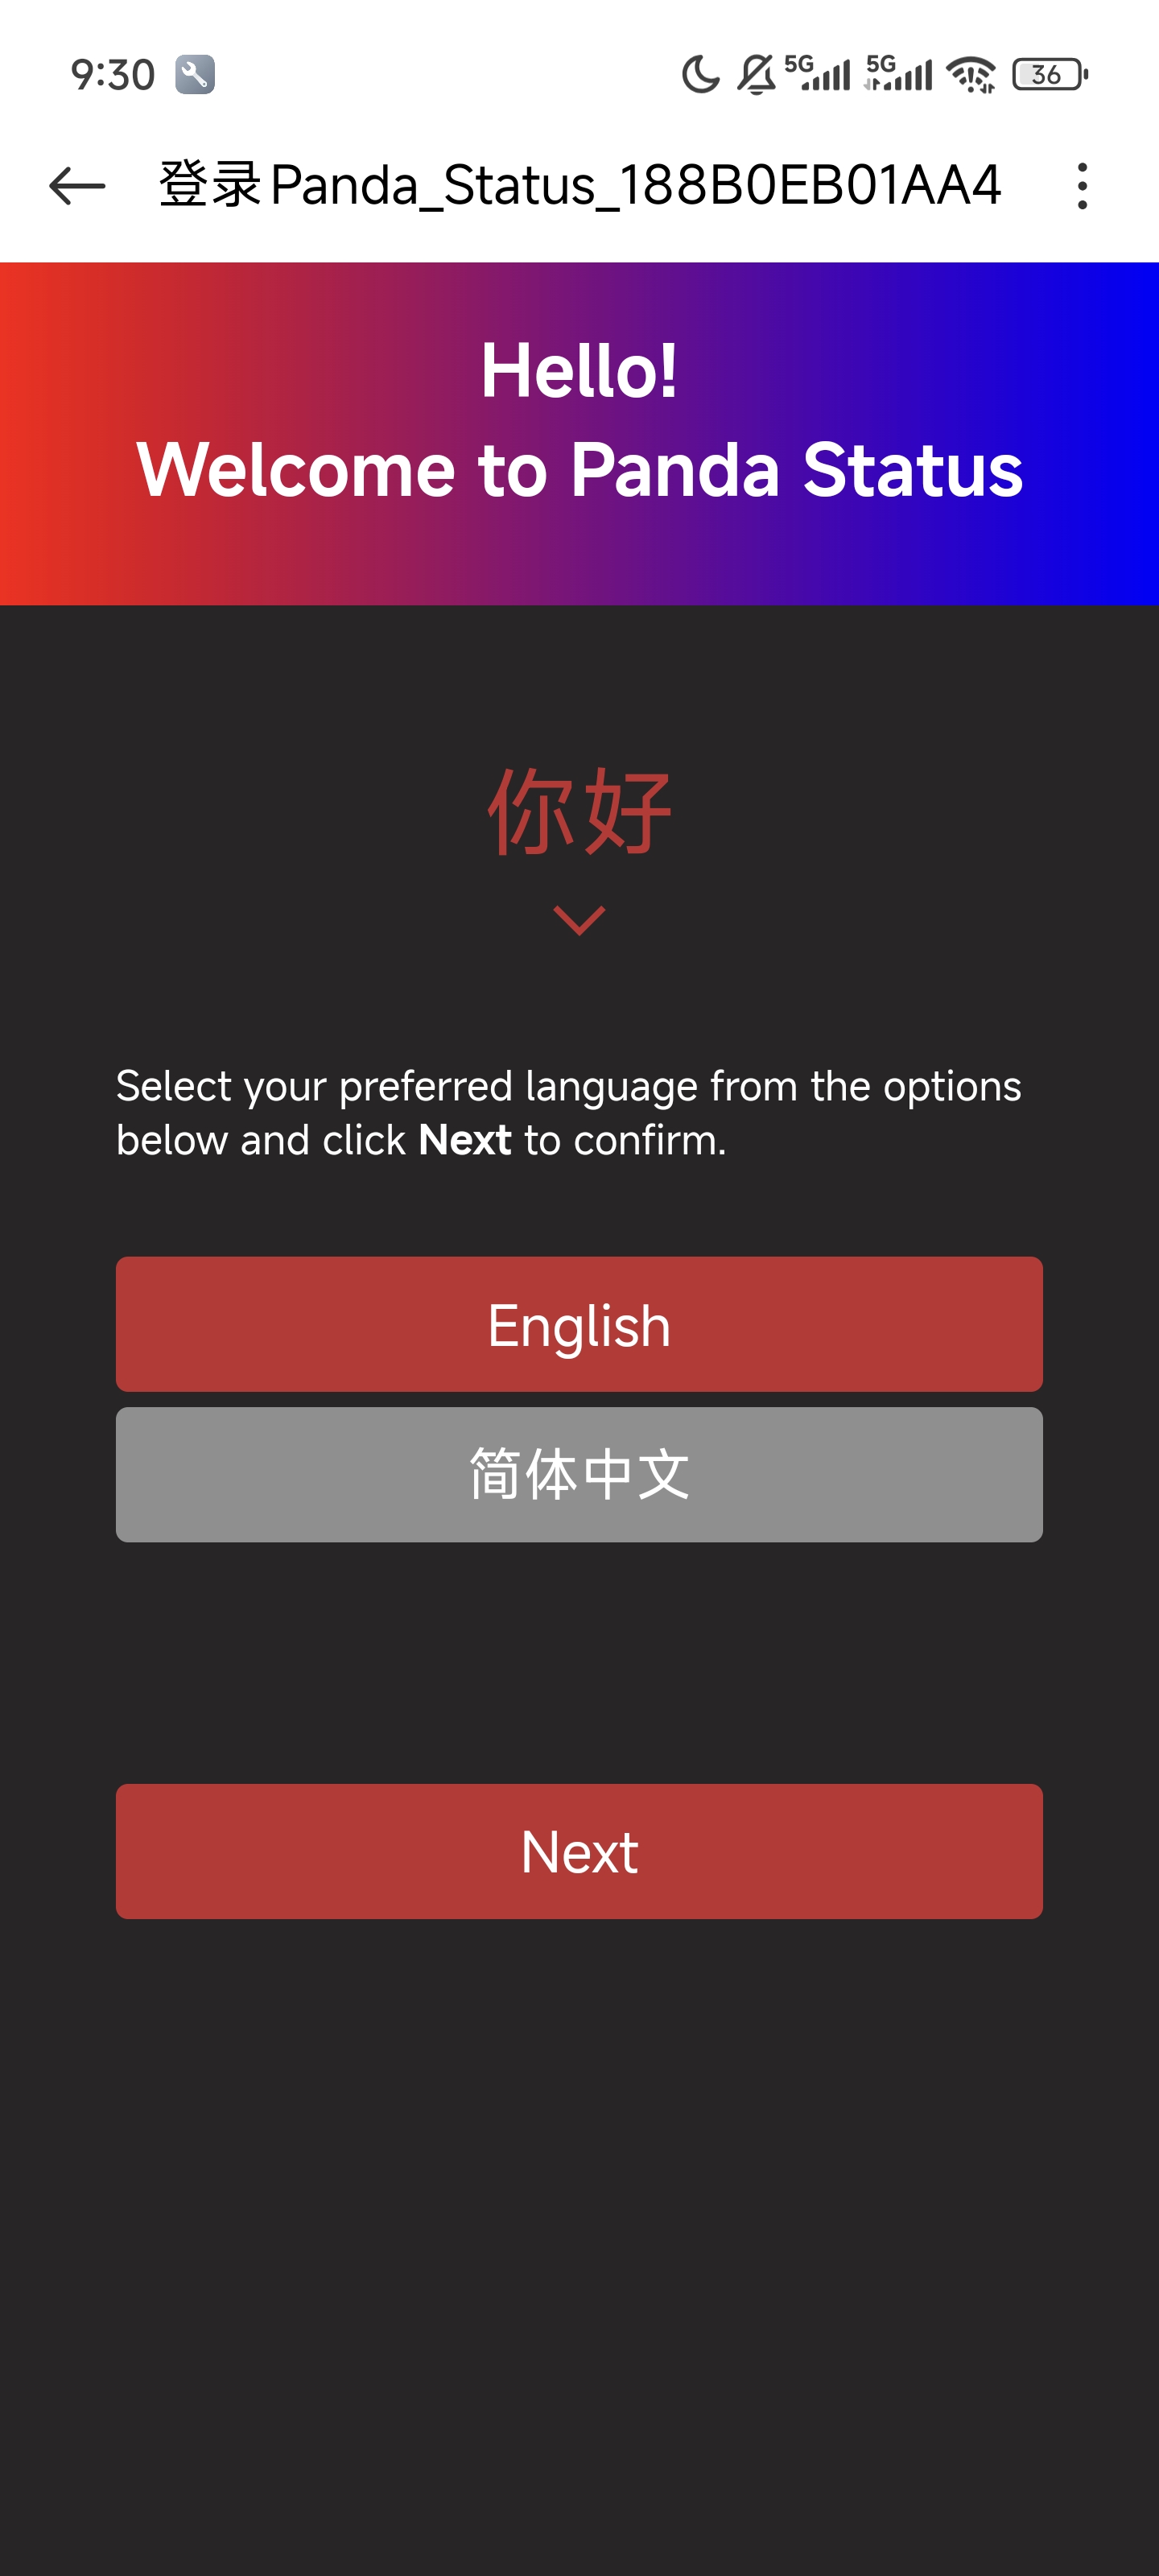 9:30
5G 5G 36
登录Panda_Status_188B0EB01AA4
Hello!
Welcome to Panda Status
你好
Select your preferred language from the options
below and click Next to confirm.
English
简体中文
Next